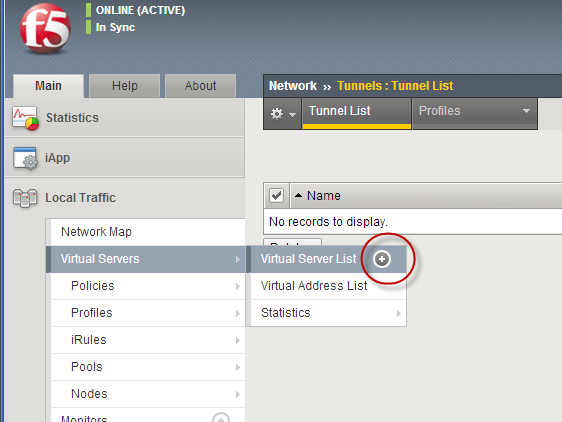 f5
ONLINE (ACTIVE)
In Sync
Main
Help
About
Network ›› Tunnels : Tunnel List
Tunnel List
Profiles
Statistics
iApp
Local Traffic
Name
No records to display.
Network Map
Virtual Servers
Virtual Server List
Policies
Virtual Address List
Profiles
Statistics
iRules
Pools
Nodes
Monitors